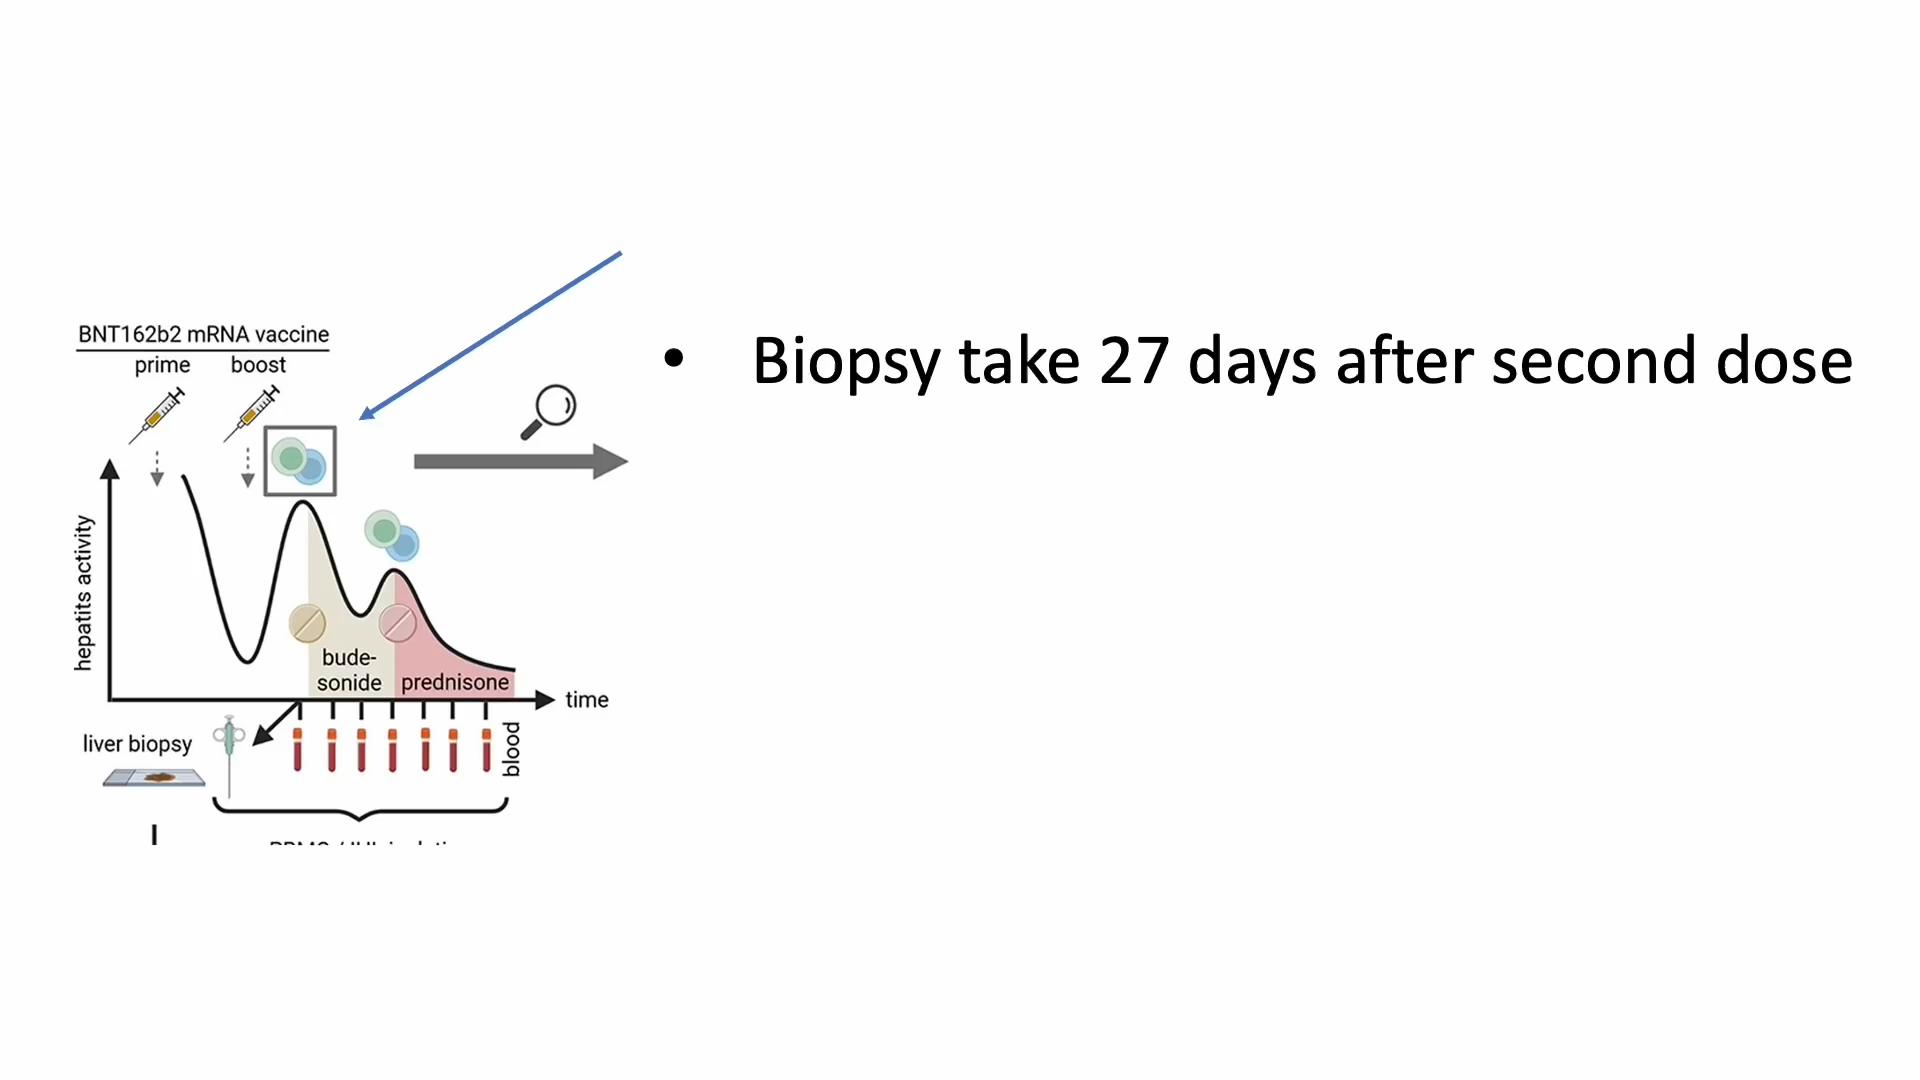 BNT162b2 mRNA vaccine
prime boost
• Biopsy take 27 days after second dose
hepatits activity
bude-
sonide
prednisone
time
liver biopsy
blood